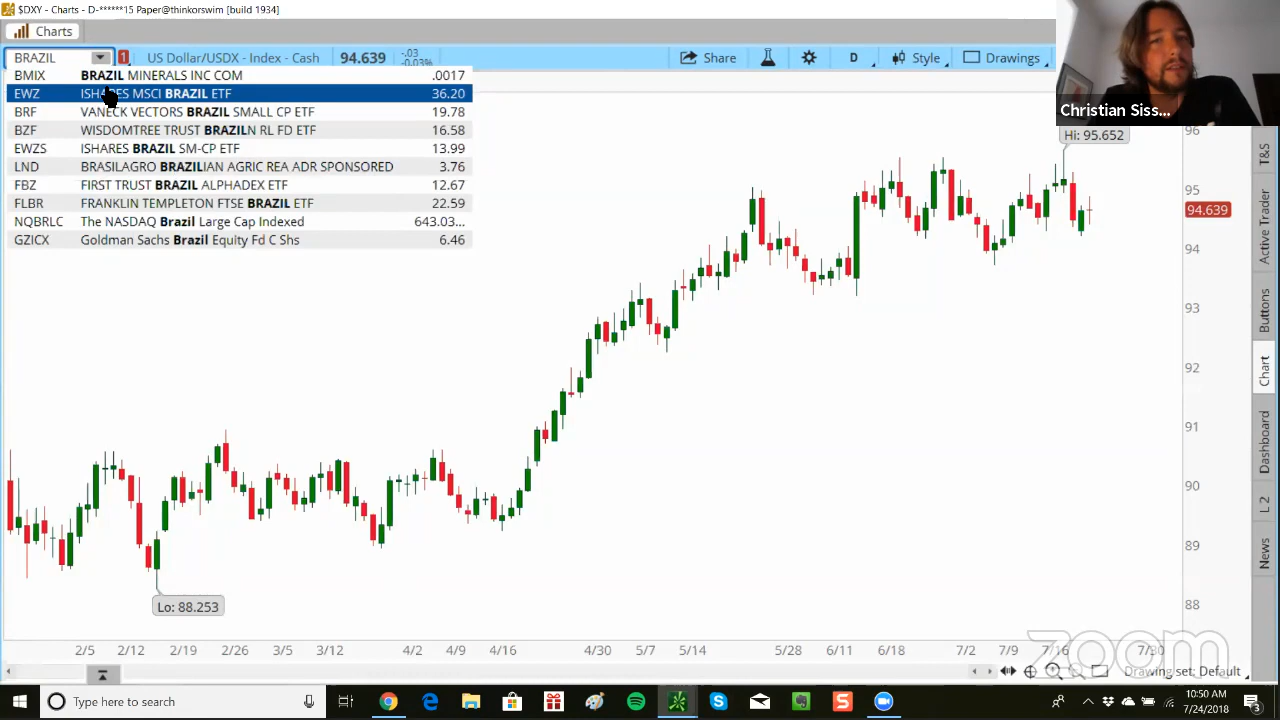 $DXY - Charts - D-******15 Paper@thinkorswim [build 1934]
Charts
BRAZIL
1
US Dollar/USDX - Index - Cash
94.639
-.03
-0.03%
Share
D
Style
Drawings
BMIX BRAZIL MINERALS INC COM .0017
EWZ ISHARES MSCI BRAZIL ETF 36.20
BRF VANECK VECTORS BRAZIL SMALL CP ETF 19.78
BZF WISDOMTREE TRUST BRAZILN RL FD ETF 16.58
EWZS ISHARES BRAZIL SM-CP ETF 13.99
LND BRASILAGRO BRAZILIAN AGRIC REA ADR SPONSORED 3.76
FBZ FIRST TRUST BRAZIL ALPHADEX ETF 12.67
FLBR FRANKLIN TEMPLETON FTSE BRAZIL ETF 22.59
NQBRLC The NASDAQ Brazil Large Cap Indexed 643.03...
GZICX Goldman Sachs Brazil Equity Fd C Shs 6.46
Christian Siss...
Hi: 95.652
96
95
94.639
94
93
92
91
90
89
88
Lo: 88.253
2/5 2/12 2/19 2/26 3/5 3/12 4/2 4/9 4/16 4/30 5/7 5/14 5/28 6/11 6/18 7/2 7/9 7/16 7/30
T&S
Active Trader
Buttons
Chart
Dashboard
L 2
News
zoom
Drawing set: Default
Type here to search
10:50 AM
7/24/2018
3